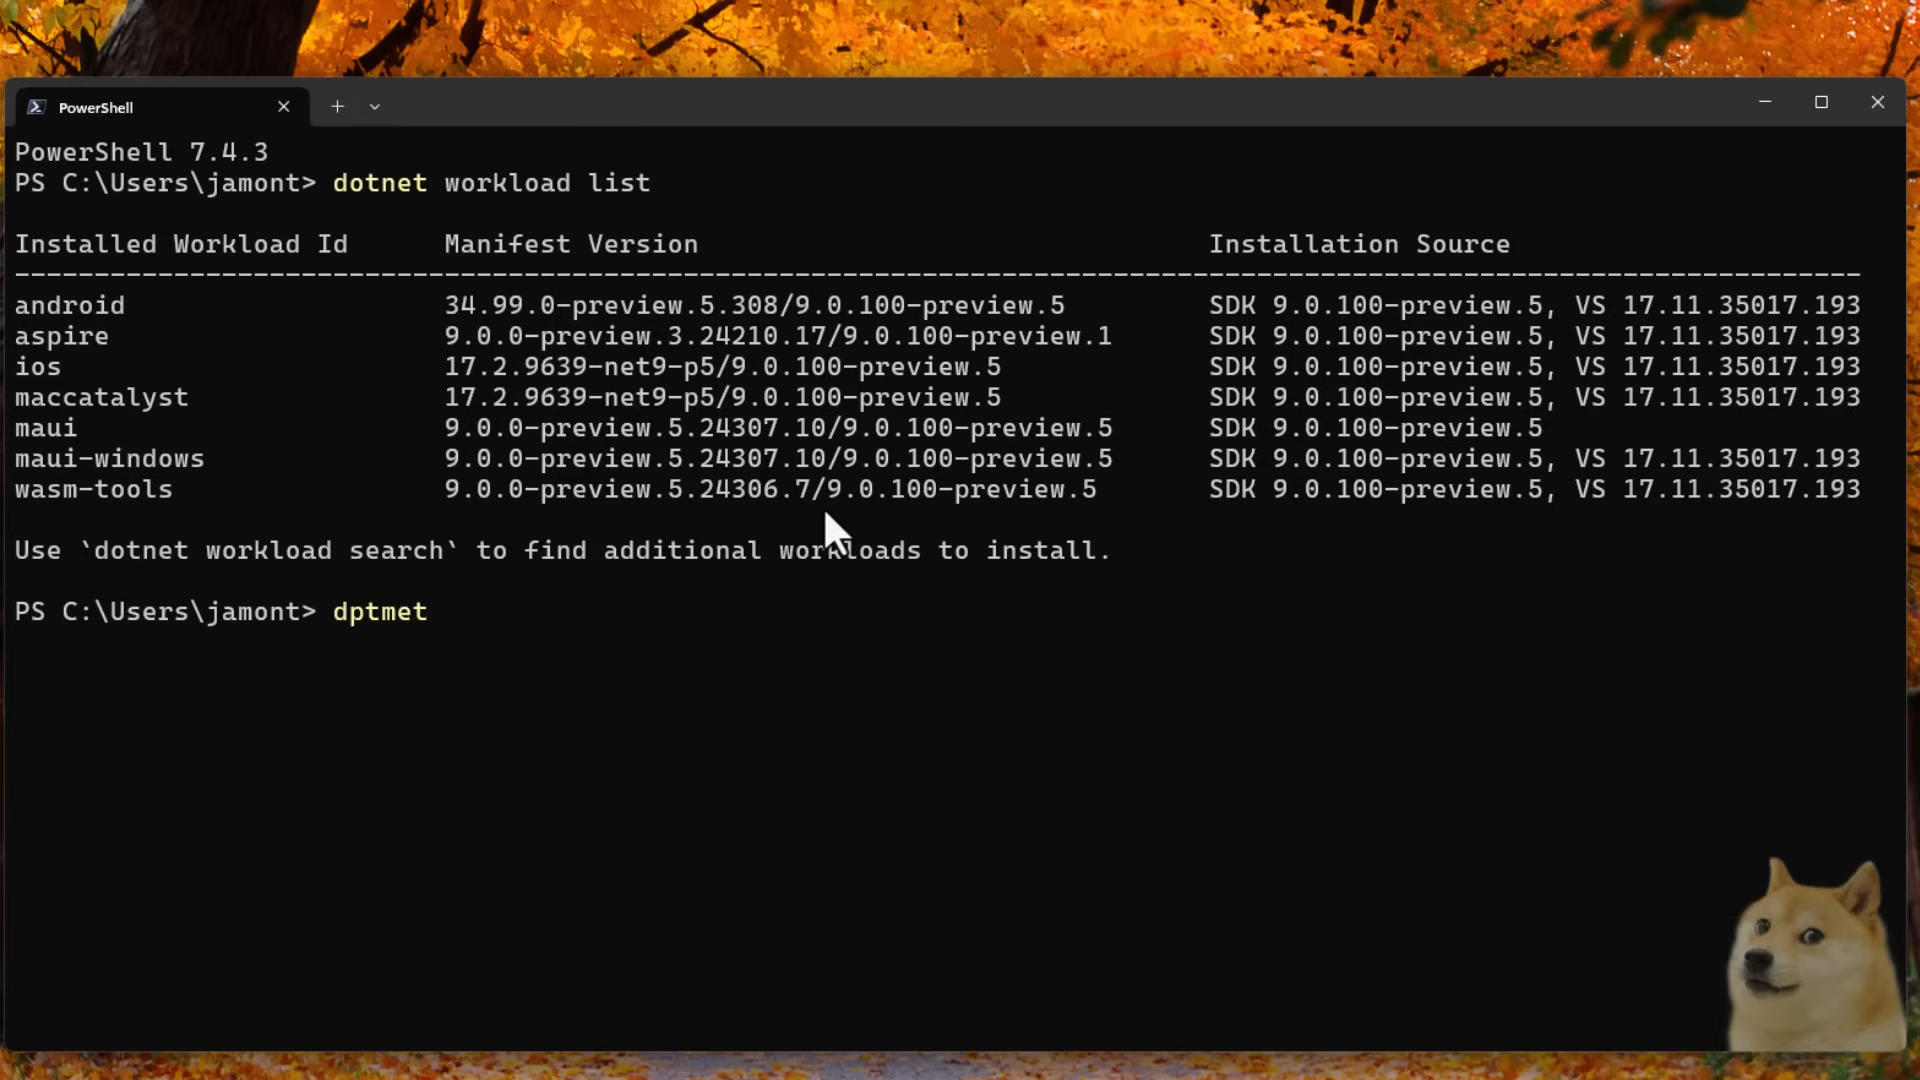 PowerShell
PowerShell 7.4.3
PS C:\Users\jamont> dotnet workload list
Installed Workload Id      Manifest Version                                Installation Source
--------------------------------------------------------------------------------------------------------------------
android                    34.99.0-preview.5.308/9.0.100-preview.5         SDK 9.0.100-preview.5, VS 17.11.35017.193
aspire                     9.0.0-preview.3.24210.17/9.0.100-preview.1      SDK 9.0.100-preview.5, VS 17.11.35017.193
ios                        17.2.9639-net9-p5/9.0.100-preview.5             SDK 9.0.100-preview.5, VS 17.11.35017.193
maccatalyst                17.2.9639-net9-p5/9.0.100-preview.5             SDK 9.0.100-preview.5, VS 17.11.35017.193
maui                       9.0.0-preview.5.24307.10/9.0.100-preview.5      SDK 9.0.100-preview.5
maui-windows               9.0.0-preview.5.24307.10/9.0.100-preview.5      SDK 9.0.100-preview.5, VS 17.11.35017.193
wasm-tools                 9.0.0-preview.5.24306.7/9.0.100-preview.5       SDK 9.0.100-preview.5, VS 17.11.35017.193
Use `dotnet workload search` to find additional workloads to install.
PS C:\Users\jamont> dptmet